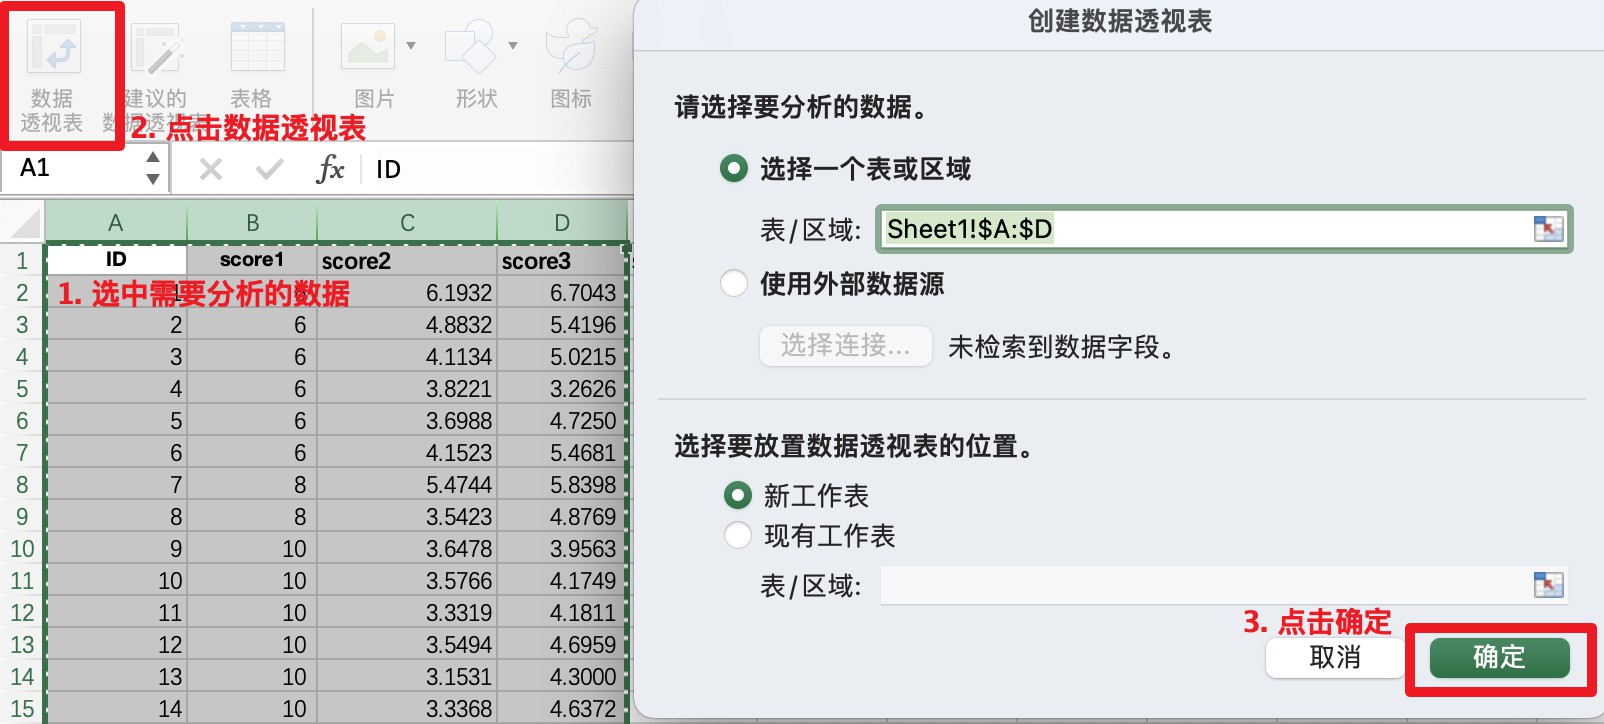 数据
透视表
建议的
数据透视表
表格
图片
形状
图标
2. 点击数据透视表
A1
fx
ID
A B C D
1 ID score1 score2 score3
1. 选中需要分析的数据
2 1 6 6.1932 6.7043
3 2 6 4.8832 5.4196
4 3 6 4.1134 5.0215
5 4 6 3.8221 3.2626
6 5 6 3.6988 4.7250
7 6 6 4.1523 5.4681
8 7 8 5.4744 5.8398
9 8 8 3.5423 4.8769
10 9 10 3.6478 3.9563
11 10 10 3.5766 4.1749
12 11 10 3.3319 4.1811
13 12 10 3.5494 4.6959
14 13 10 3.1531 4.3000
15 14 10 3.3368 4.6372
创建数据透视表
请选择要分析的数据。
选择一个表或区域
表/区域: Sheet1!$A:$D
使用外部数据源
选择连接... 未检索到数据字段。
选择要放置数据透视表的位置。
新工作表
现有工作表
表/区域:
3. 点击确定
取消 确定